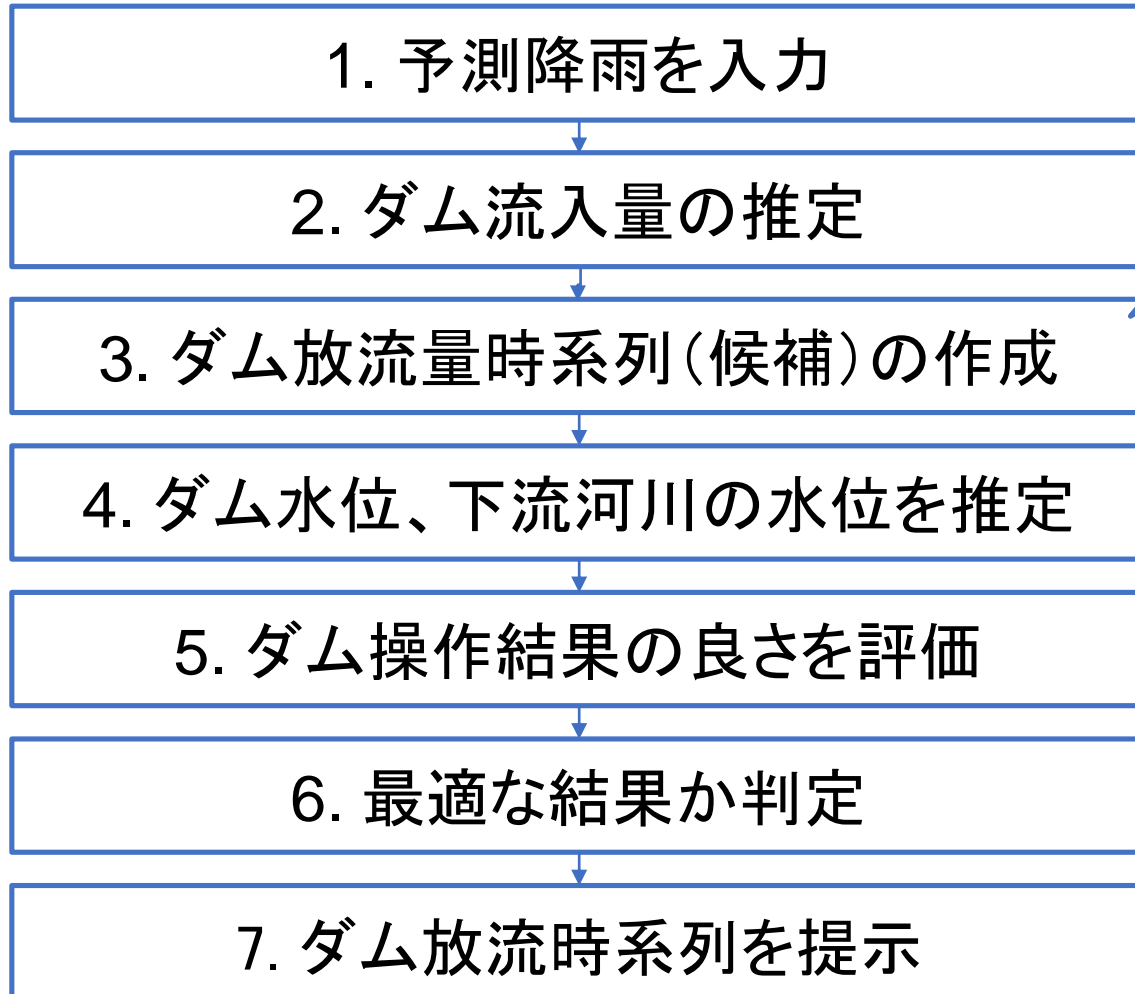 1. 予測降雨を入力
2. ダム流入量の推定
3. ダム放流量時系列(候補)の作成
4. ダム水位、下流河川の水位を推定
5. ダム操作結果の良さを評価
6. 最適な結果か判定
7. ダム放流時系列を提示